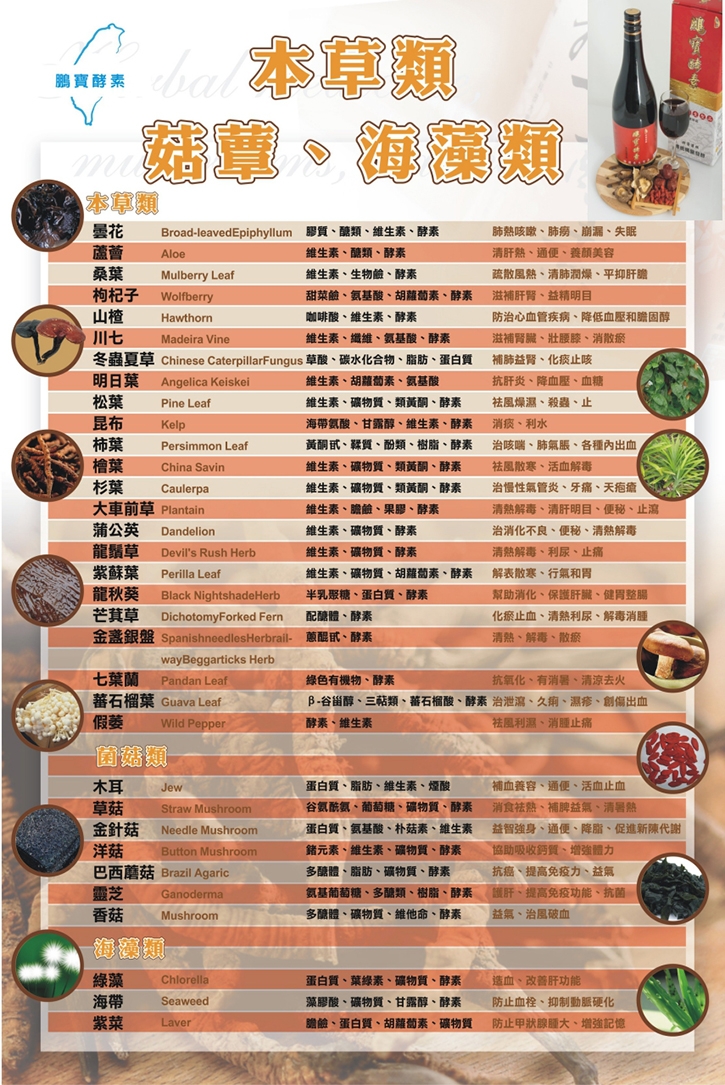 鵬寶酵素
本草類
菇蕈、海藻類
鵬寶酵素
本草類
曇花 Broad-leavedEpiphyllum 膠質、醣類、維生素、酵素 肺熱咳嗽、肺癆、崩漏、失眠
蘆薈 Aloe 維生素、醣類、酵素 清肝熱、通便、養顏美容
桑葉 Mulberry Leaf 維生素、生物鹼、酵素 疏散風熱、清肺潤燥、平抑肝膽
枸杞子 Wolfberry 甜菜鹼、氨基酸、胡蘿蔔素、酵素 滋補肝腎、益精明目
山楂 Hawthorn 咖啡酸、維生素、酵素 防治心血管疾病、降低血壓和膽固醇
川七 Madeira Vine 維生素、纖維、氨基酸、酵素 滋補腎臟、壯腰膝、消散瘀
冬蟲夏草 Chinese CaterpillarFungus 草酸、碳水化合物、脂肪、蛋白質 補肺益腎、化痰止咳
明日葉 Angelica Keiskei 維生素、胡蘿蔔素、氨基酸 抗肝炎、降血壓、血糖
松葉 Pine Leaf 維生素、礦物質、類黃酮、酵素 祛風燥濕、殺蟲、止
昆布 Kelp 海帶氨酸、甘露醇、維生素、酵素 消痰、利水
柿葉 Persimmon Leaf 黃酮甙、鞣質、酚類、樹脂、酵素 治咳喘、肺氣脹、各種內出血
檜葉 China Savin 維生素、礦物質、類黃酮、酵素 祛風散寒、活血解毒
杉葉 Caulerpa 維生素、礦物質、類黃酮、酵素 治慢性氣管炎、牙痛、天疱瘡
大車前草 Plantain 維生素、膽鹼、果膠、酵素 清熱解毒、清肝明目、便秘、止瀉
蒲公英 Dandelion 維生素、礦物質、酵素 治消化不良、便秘、清熱解毒
龍鬚草 Devil's Rush Herb 維生素、礦物質、酵素 清熱解毒、利尿、止痛
紫蘇葉 Perilla Leaf 維生素、礦物質、胡蘿蔔素、酵素 解表散寒、行氣和胃
龍秋葵 Black NightshadeHerb 半乳聚糖、蛋白質、酵素 幫助消化、保護肝臟、健胃整腸
芒萁草 DichotomyForked Fern 配醣體、酵素 化瘀止血、清熱利尿、解毒消腫
金盞銀盤 SpanishneedlesHerbrail- 蒽醌甙、酵素 清熱、解毒、散瘀
wayBeggarticks Herb
七葉蘭 Pandan Leaf 綠色有機物、酵素 抗氧化、有消暑、清涼去火
蕃石榴葉 Guava Leaf β-谷甾醇、三萜類、蕃石榴酸、酵素 治泄瀉、久痢、濕疹、創傷出血
假蒌 Wild Pepper 酵素、維生素 祛風利濕、消腫止痛
菌菇類
木耳 Jew 蛋白質、脂肪、維生素、煙酸 補血養容、通便、活血止血
草菇 Straw Mushroom 谷氨酰氨、葡萄糖、礦物質、酵素 消食祛熱、補脾益氣、清暑熱
金針菇 Needle Mushroom 蛋白質、氨基酸、朴菇素、維生素 益智強身、通便、降脂、促進新陳代謝
洋菇 Button Mushroom 鍺元素、維生素、礦物質、酵素 協助吸收鈣質、增強體力
巴西蘑菇 Brazil Agaric 多醣體、脂肪、礦物質、酵素 抗癌、提高免疫力、益氣
靈芝 Ganoderma 氨基葡萄糖、多醣類、樹脂、酵素 護肝、提高免疫功能、抗菌
香菇 Mushroom 多醣體、礦物質、維他命、酵素 益氣、治風破血
海藻類
綠藻 Chlorella 蛋白質、葉綠素、礦物質、酵素 造血、改善肝功能
海帶 Seaweed 藻膠酸、礦物質、甘露醇、酵素 防止血栓、抑制動脈硬化
紫菜 Laver 膽鹼、蛋白質、胡蘿蔔素、礦物質 防止甲狀腺腫大、增強記憶